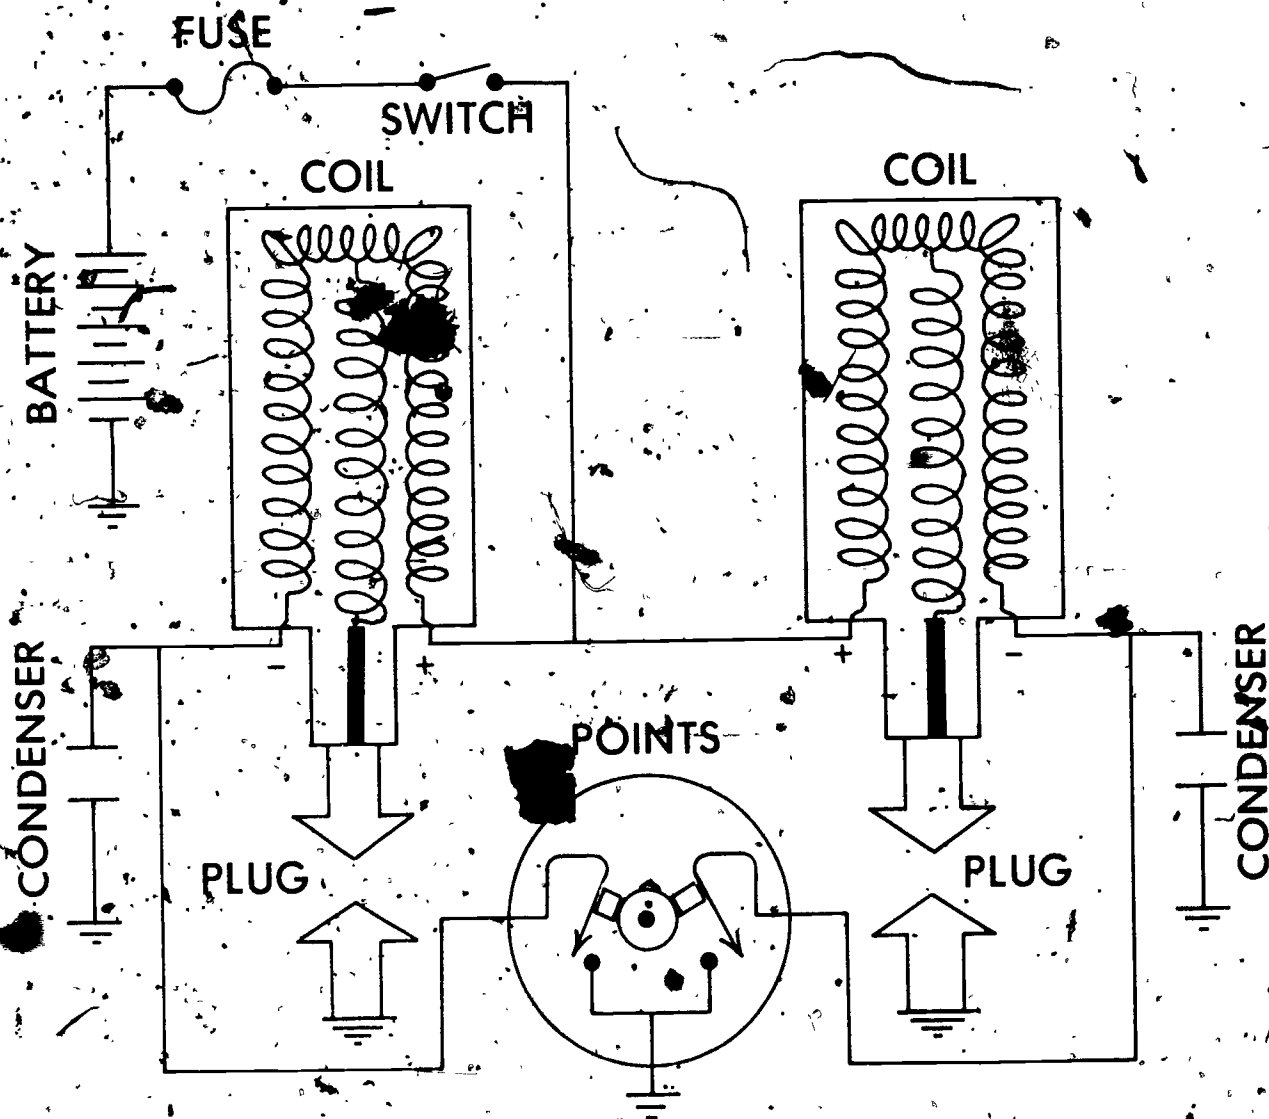 FUSE
SWITCH
COIL
COIL
BATTERY
- +
+ -
CONDENSER
POINTS
CONDENSER
PLUG
PLUG